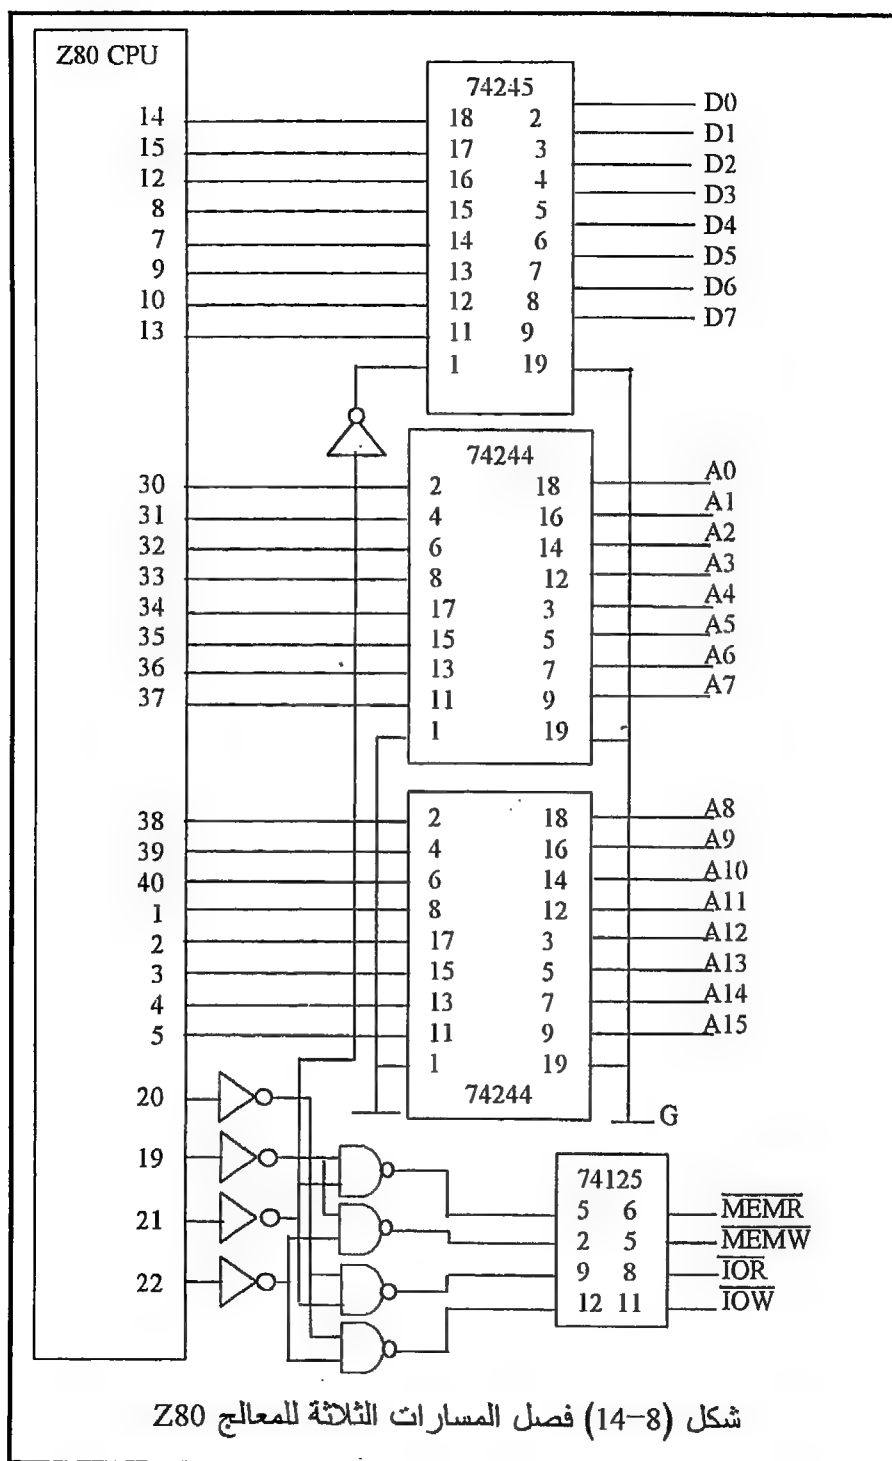 Z80 CPU
74245
14 18 2 D0
15 17 3 D1
12 16 4 D2
8 15 5 D3
7 14 6 D4
9 13 7 D5
10 12 8 D6
13 11 9 D7
1 19
74244
30 2 18 A0
31 4 16 A1
32 6 14 A2
33 8 12 A3
34 17 3 A4
35 15 5 A5
36 13 7 A6
37 11 9 A7
1 19
38 2 18 A8
39 4 16 A9
40 6 14 A10
1 8 12 A11
2 17 3 A12
3 15 5 A13
4 13 7 A14
5 11 9 A15
1 19
74244
20
G
19
74125
5 6 M̅E̅M̅R̅
21
2 5 M̅E̅M̅W̅
22
9 8 I̅O̅R̅
12 11 I̅O̅W̅
شكل (8-14) فصل المسارات الثلاثة للمعالج Z80